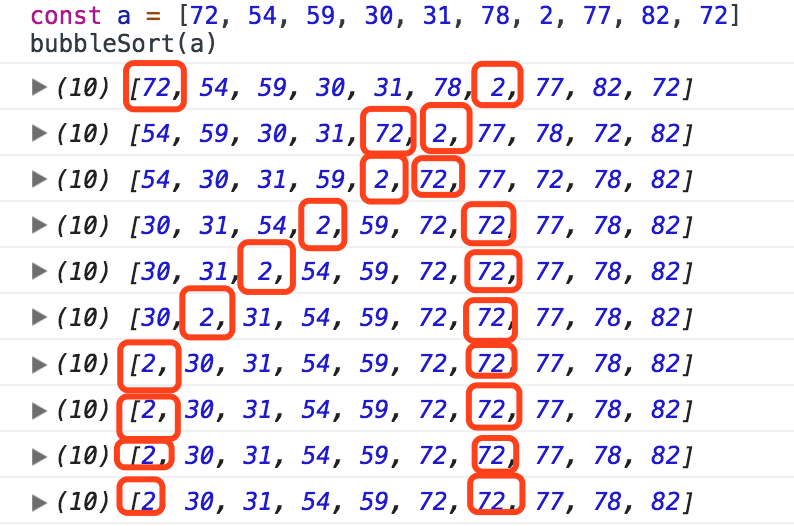 const a = [72, 54, 59, 30, 31, 78, 2, 77, 82, 72]
bubbleSort(a)
(10) [72, 54, 59, 30, 31, 78, 2, 77, 82, 72]
(10) [54, 59, 30, 31, 72, 2, 77, 78, 72, 82]
(10) [54, 30, 31, 59, 2, 72, 77, 72, 78, 82]
(10) [30, 31, 54, 2, 59, 72, 72, 77, 78, 82]
(10) [30, 31, 2, 54, 59, 72, 72, 77, 78, 82]
(10) [30, 2, 31, 54, 59, 72, 72, 77, 78, 82]
(10) [2, 30, 31, 54, 59, 72, 72, 77, 78, 82]
(10) [2, 30, 31, 54, 59, 72, 72, 77, 78, 82]
(10) [2, 30, 31, 54, 59, 72, 72, 77, 78, 82]
(10) [2, 30, 31, 54, 59, 72, 72, 77, 78, 82]